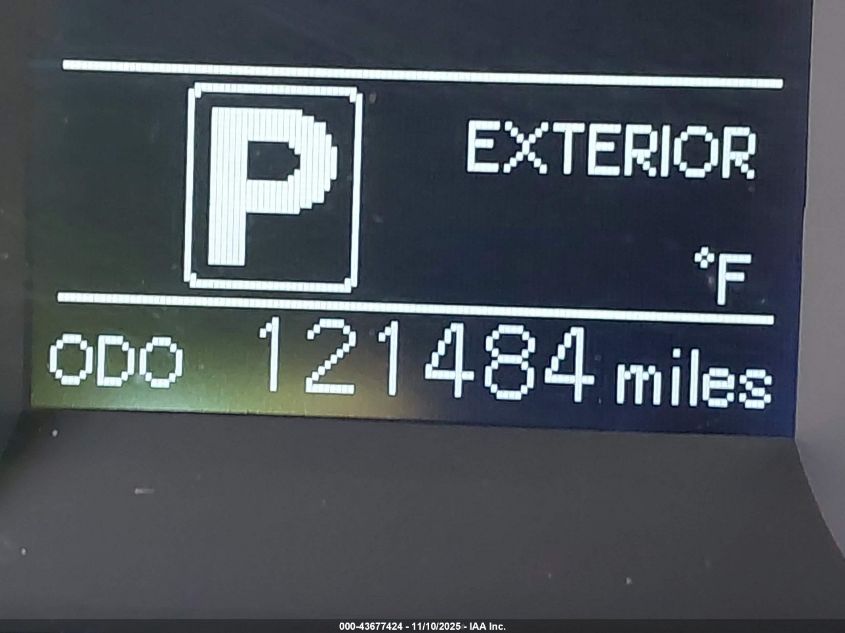 P
EXTERIOR
°F
ODO 121484 miles
000-43677424 - 11/10/2025 - IAA Inc.